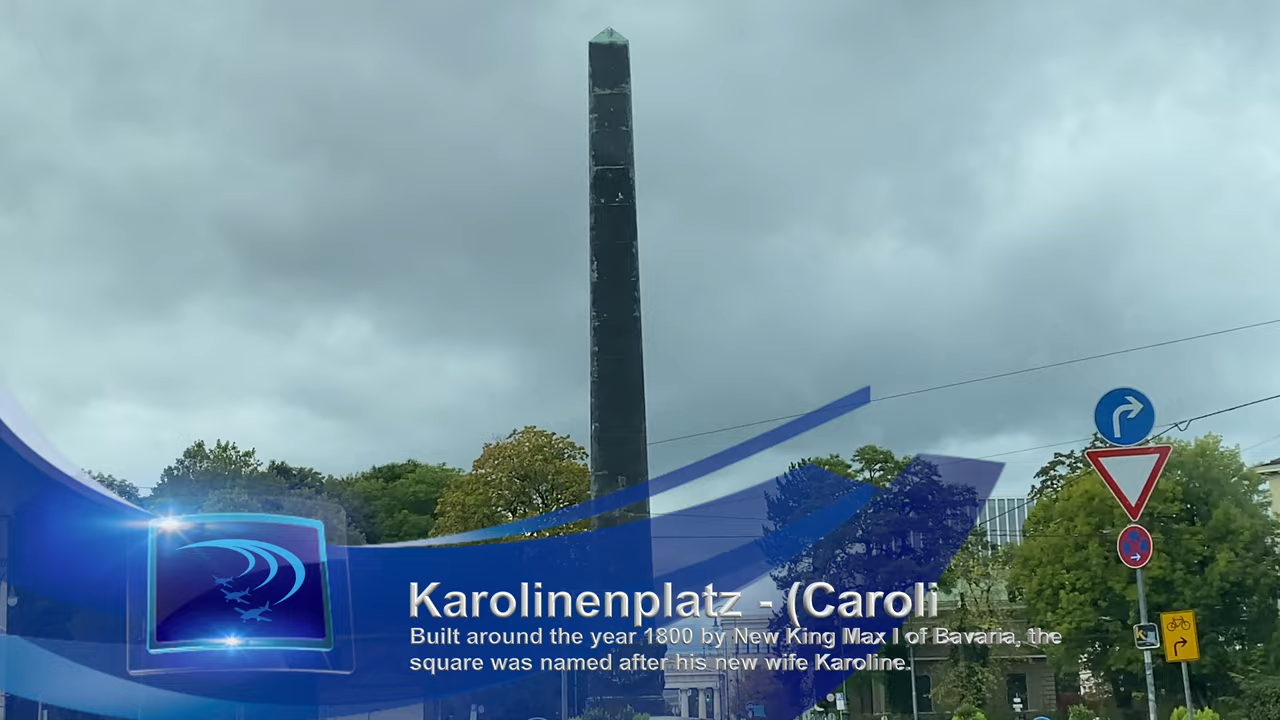 Karolinenplatz - (Caroli
Built around the year 1800 by New King Max I of Bavaria, the
square was named after his new wife Karoline.